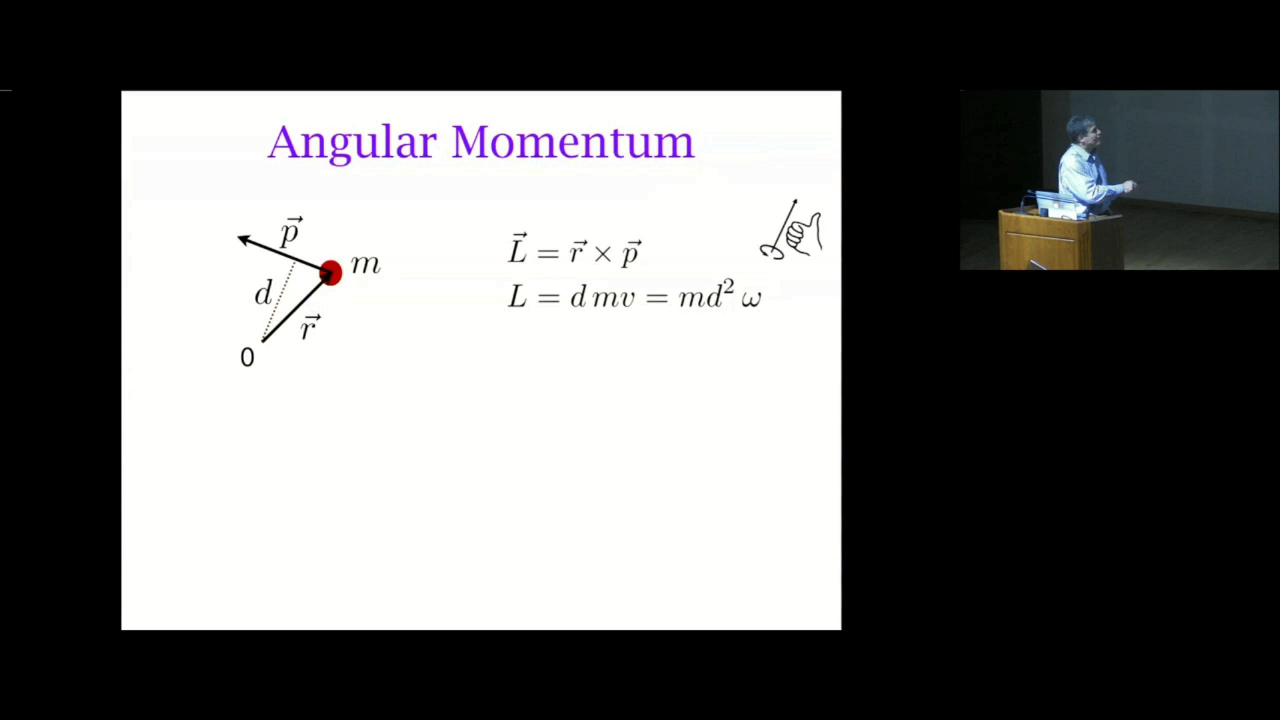 Angular Momentum
p⃗
m
d
r⃗
0
L⃗ = r⃗ × p⃗
L = d mv = md² ω